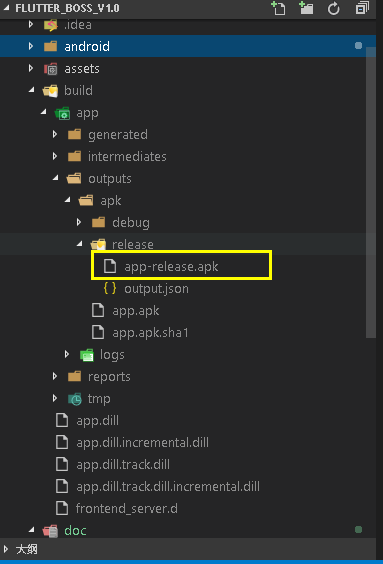 FLUTTER_BOSS_V1.0
.idea
android
assets
build
app
generated
intermediates
outputs
apk
debug
release
app-release.apk
{ } output.json
app.apk
app.apk.sha1
logs
reports
tmp
app.dill
app.dill.incremental.dill
app.dill.track.dill
app.dill.track.dill.incremental.dill
frontend_server.d
doc
大纲